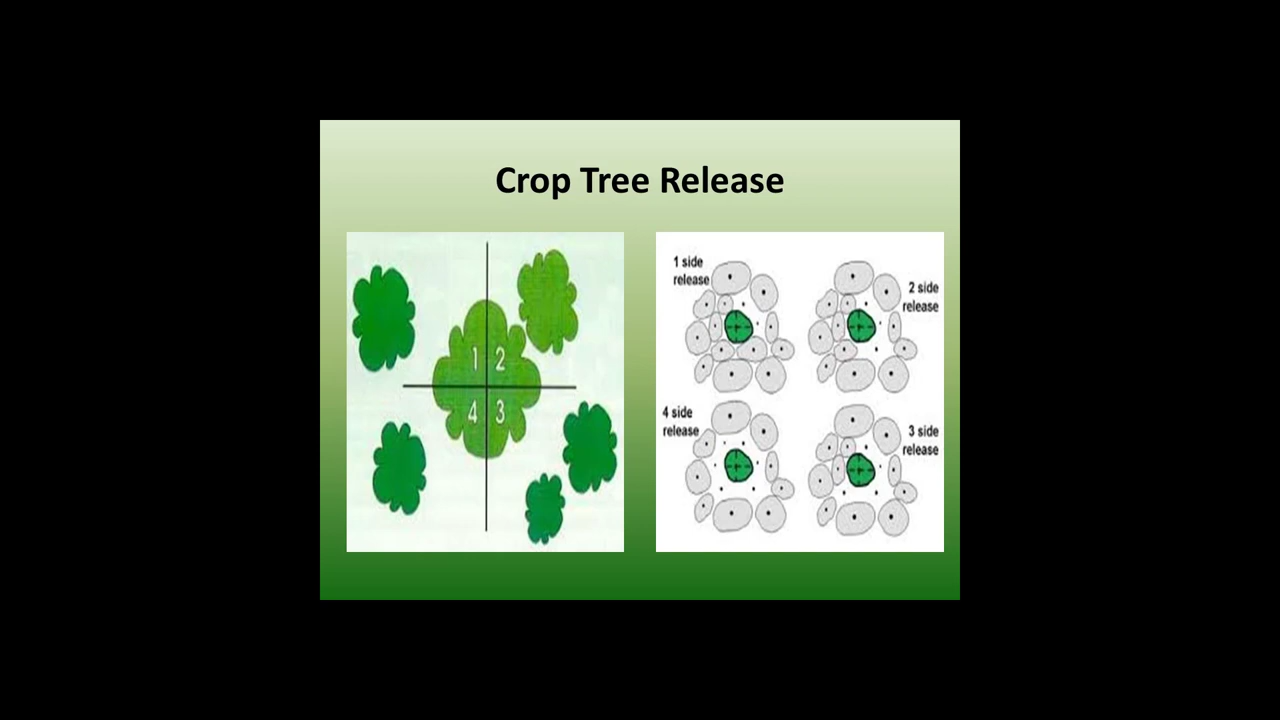 Crop Tree Release
1 2
4 3
1 side
release
2 side
release
4 side
release
3 side
release